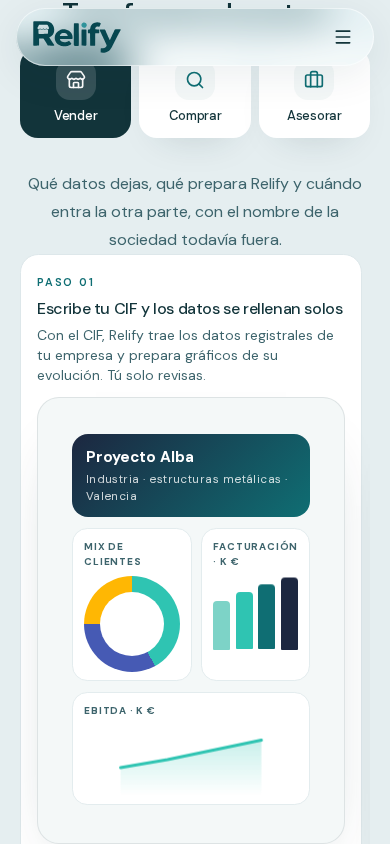 Relify
Vender
Comprar
Asesorar
Qué datos dejas, qué prepara Relify y cuándo
entra la otra parte, con el nombre de la
sociedad todavía fuera.
PASO 01
Escribe tu CIF y los datos se rellenan solos
Con el CIF, Relify trae los datos registrales de
tu empresa y prepara gráficos de su
evolución. Tú solo revisas.
Proyecto Alba
Industria · estructuras metálicas ·
Valencia
MIX DE
CLIENTES
FACTURACIÓN
· K €
EBITDA · K €